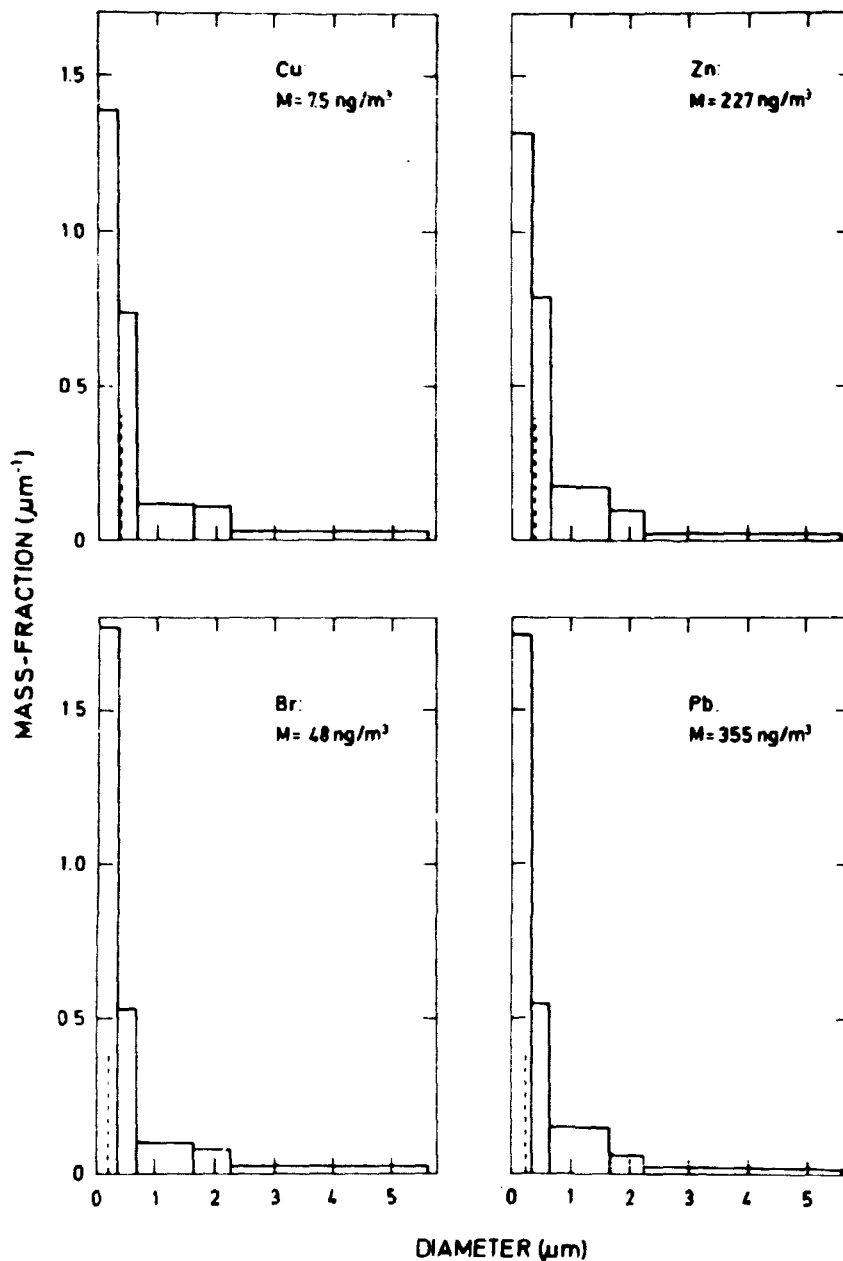 Cu:
M= 7.5 ng/m³
Zn:
M= 227 ng/m³
1.5
1.0
0.5
0
Br:
M= 48 ng/m³
Pb:
M= 355 ng/m³
1.5
1.0
0.5
0
0 1 2 3 4 5
0 1 2 3 4 5
MASS-FRACTION (µm⁻¹)
DIAMETER (µm)